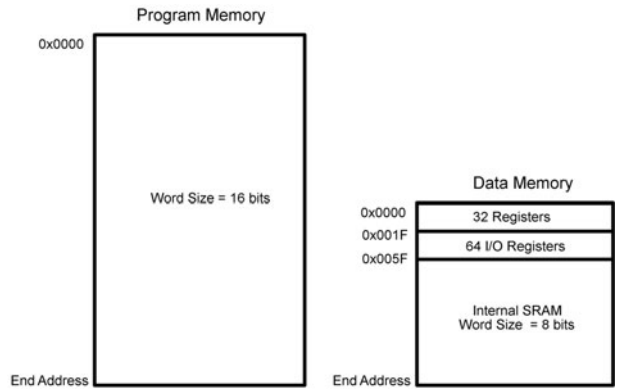 Program Memory
0x0000
Word Size = 16 bits
End Address
Data Memory
0x0000
32 Registers
0x001F
64 I/O Registers
0x005F
Internal SRAM
Word Size = 8 bits
End Address